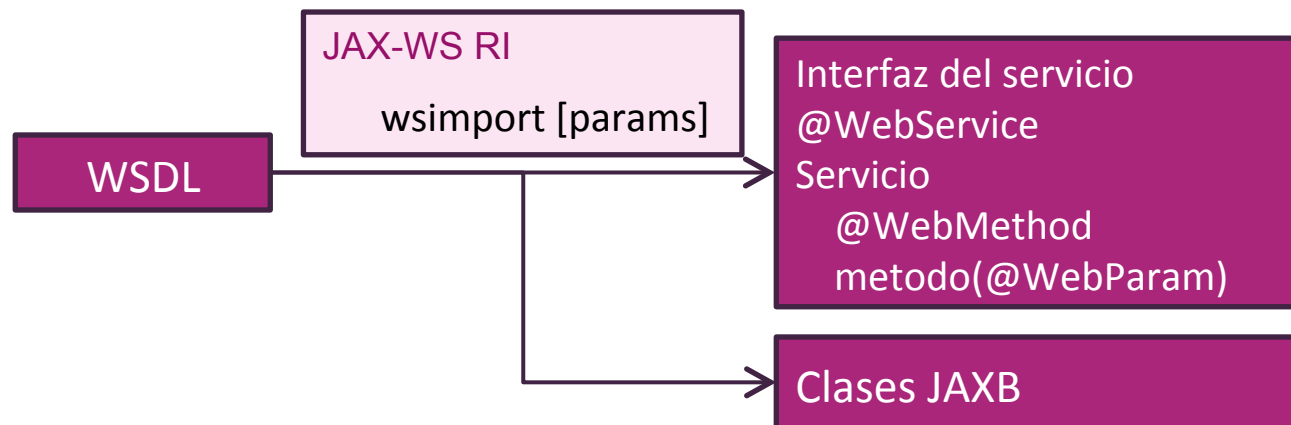 JAX-WS RI
wsimport [params]
WSDL
Interfaz del servicio
@WebService
Servicio
@WebMethod
metodo(@WebParam)
Clases JAXB